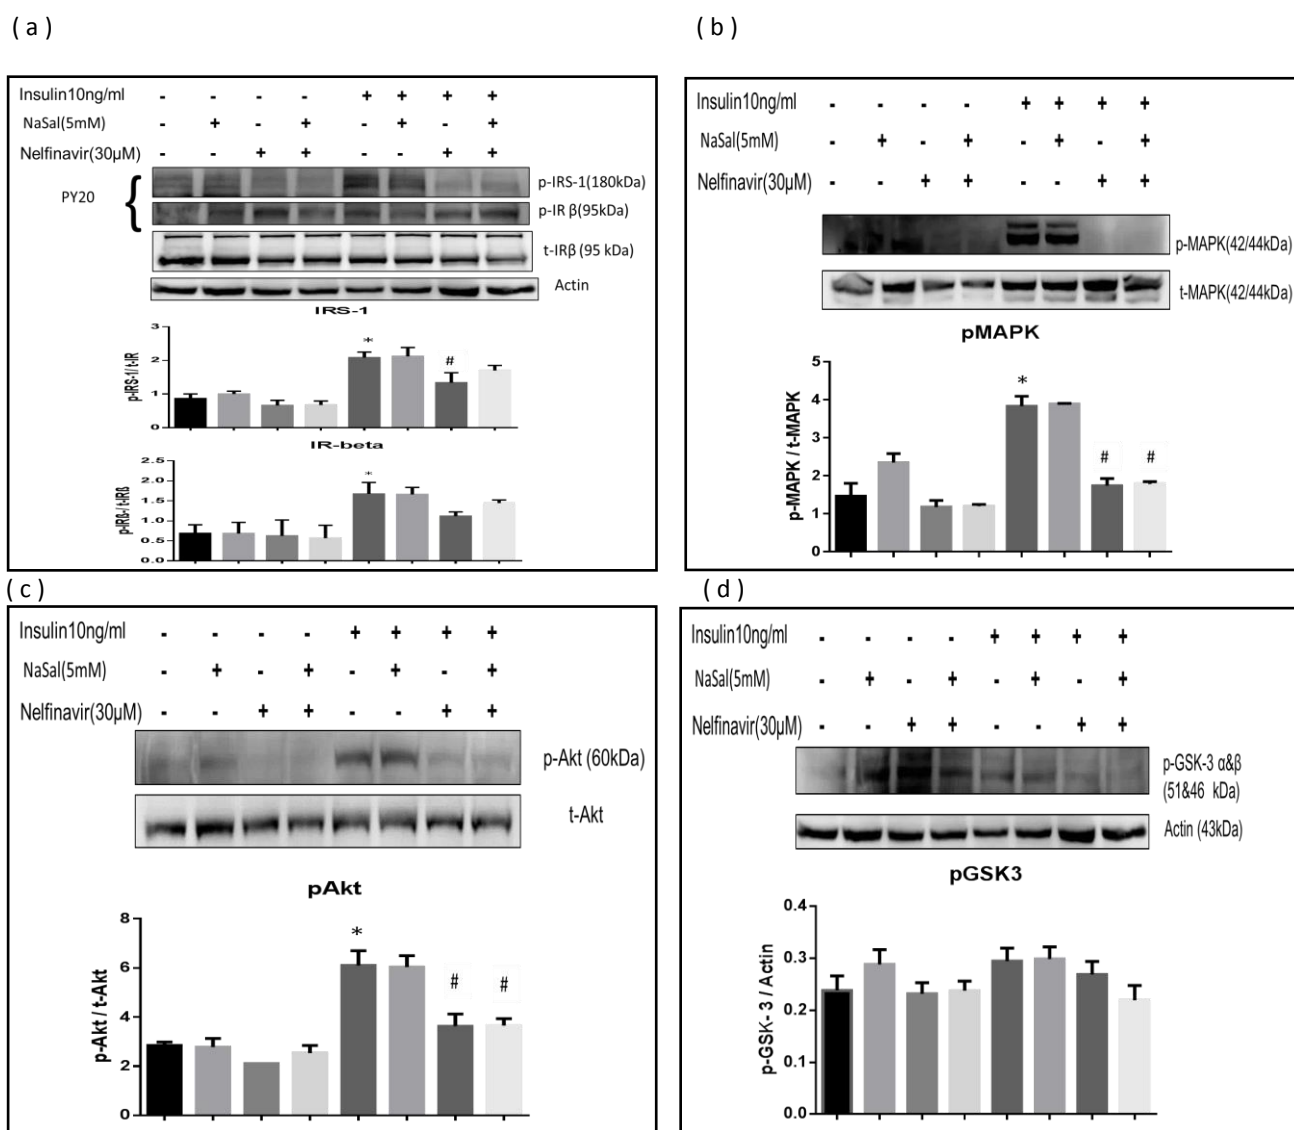 ( a )
Insulin10ng/ml - - - - + + + +
NaSal(5mM) - + - + - + - +
Nelfinavir(30µM) - - + + - - + +
PY20 {
p-IRS-1(180kDa)
p-IR β(95kDa)
t-IRβ (95 kDa)
Actin
IRS-1
p-IRS-1/ t-IR
3
2
1
0
* #
IR-beta
p-IRß-/ t-IRß
2.5
2.0
1.5
1.0
0.5
0.0
*
( b )
Insulin10ng/ml - - - - + + + +
NaSal(5mM) - + - + - + - +
Nelfinavir(30µM) - - + + - - + +
p-MAPK(42/44kDa)
t-MAPK(42/44kDa)
pMAPK
p-MAPK / t-MAPK
5
4
3
2
1
0
* # #
( c )
Insulin10ng/ml - - - - + + + +
NaSal(5mM) - + - + - + - +
Nelfinavir(30µM) - - + + - - + +
p-Akt (60kDa)
t-Akt
pAkt
p-Akt / t-Akt
8
6
4
2
0
* # #
( d )
Insulin10ng/ml - - - - + + + +
NaSal(5mM) - + - + - + - +
Nelfinavir(30µM) - - + + - - + +
p-GSK-3 α&β
(51&46 kDa)
Actin (43kDa)
pGSK3
p-GSK- 3 / Actin
0.4
0.3
0.2
0.1
0.0